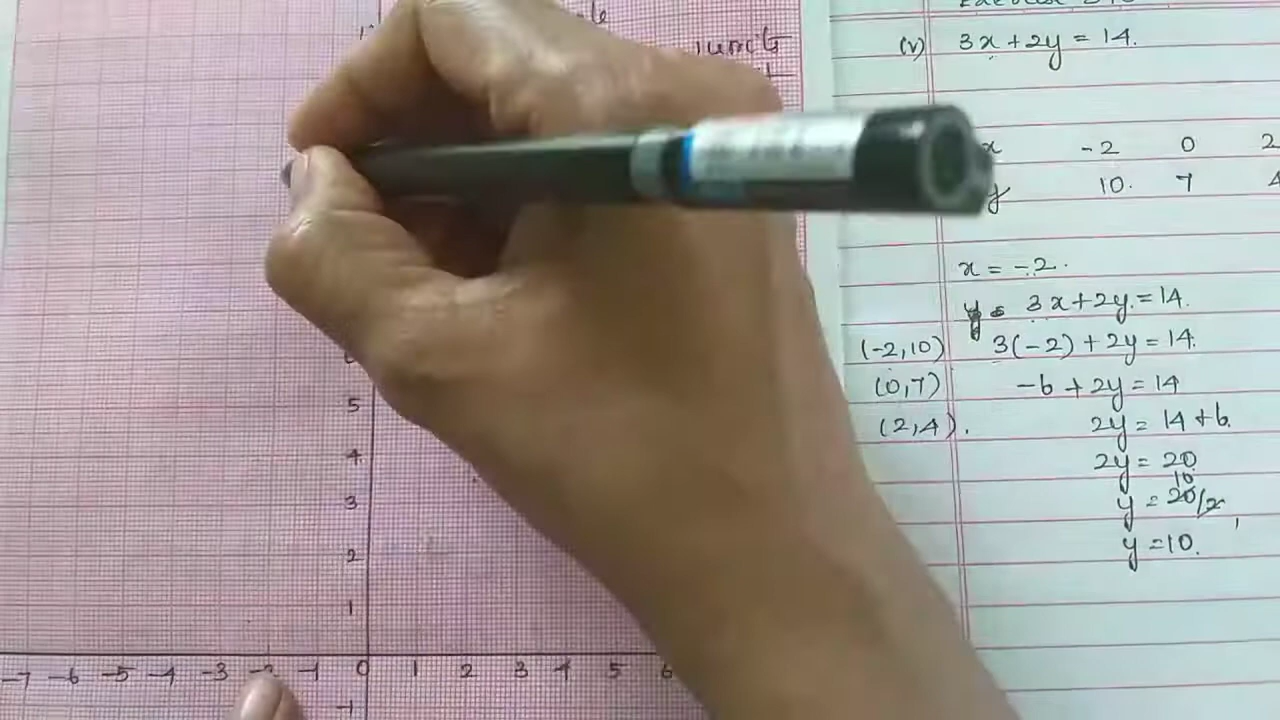 units
(v) 3x + 2y = 14.
x -2 0 2
y 10. 7 4
x = -2.
3x + 2y = 14.
(-2, 10) 3(-2) + 2y = 14.
(0, 7) -6 + 2y = 14
(2, 4). 2y = 14 + 6.
2y = 20
10
y = 20/2
y = 10.
5
4
3
2
1
-7 -6 -5 -4 -3 -2 -1 0 1 2 3 4 5 6
-1